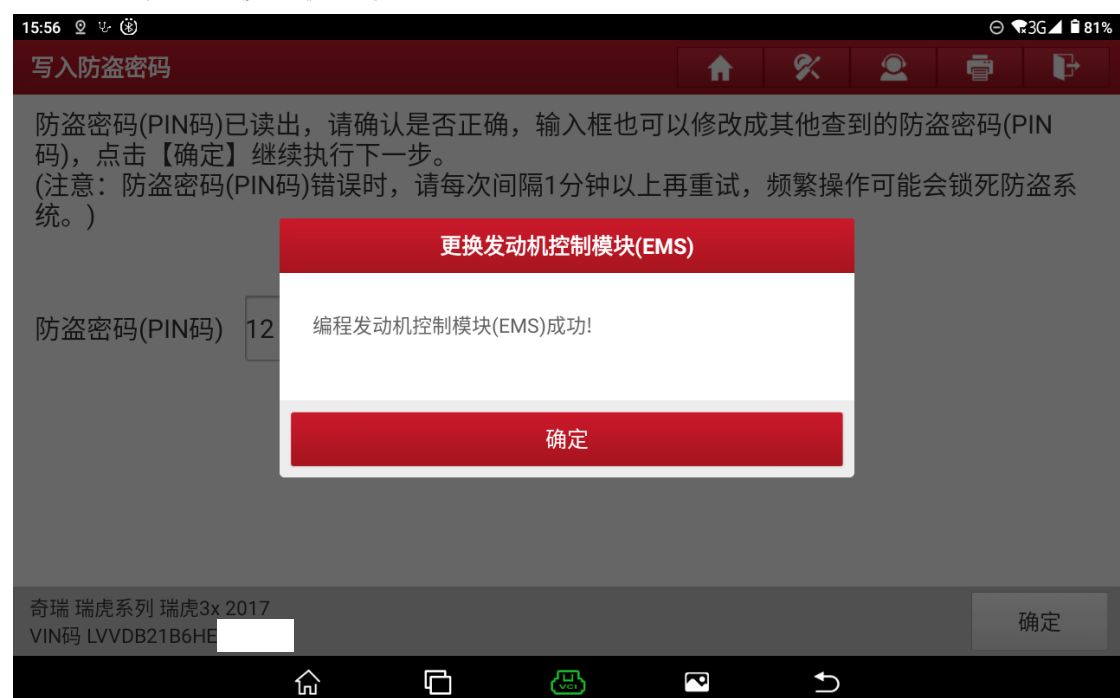 15:56
3G
81%
写入防盗密码
防盗密码(PIN码)已读出，请确认是否正确，输入框也可以修改成其他查到的防盗密码(PIN
码)，点击【确定】继续执行下一步。
(注意：防盗密码(PIN码)错误时，请每次间隔1分钟以上再重试，频繁操作可能会锁死防盗系
统。)
更换发动机控制模块(EMS)
防盗密码(PIN码)
12
编程发动机控制模块(EMS)成功!
确定
奇瑞 瑞虎系列 瑞虎3x 2017
VIN码 LVVDB21B6HE
确定
VCI